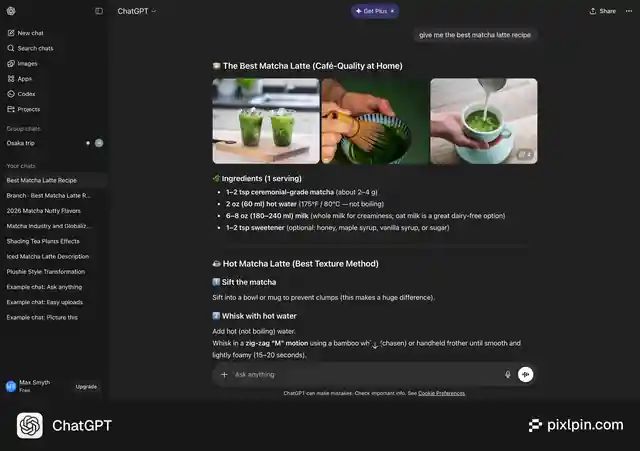 ChatGPT
Get Plus ×
Share
give me the best matcha latte recipe
New chat
Search chats
Images
Apps
Codex
Projects
Group chats
Osaka trip
Your chats
Best Matcha Latte Recipe
Branch · Best Matcha Latte R...
2026 Matcha Nutty Flavors
Matcha Industry and Globaliz...
Shading Tea Plants Effects
Iced Matcha Latte Description
Plushie Style Transformation
Example chat: Ask anything
Example chat: Easy uploads
Example chat: Picture this
Max Smyth
Free
Upgrade
The Best Matcha Latte (Café-Quality at Home)
4
Ingredients (1 serving)
• 1–2 tsp ceremonial-grade matcha (about 2–4 g)
• 2 oz (60 ml) hot water (175°F / 80°C — not boiling)
• 6–8 oz (180–240 ml) milk (whole milk for creaminess; oat milk is a great dairy-free option)
• 1–2 tsp sweetener (optional: honey, maple syrup, vanilla syrup, or sugar)
Hot Matcha Latte (Best Texture Method)
1 Sift the matcha
Sift into a bowl or mug to prevent clumps (this makes a huge difference).
2 Whisk with hot water
Add hot (not boiling) water.
Whisk in a zig-zag "M" motion using a bamboo (chasen) or handheld frother until smooth and
lightly foamy (15–20 seconds).
Ask anything
ChatGPT can make mistakes. Check important info. See Cookie Preferences.
ChatGPT
pixlpin.com